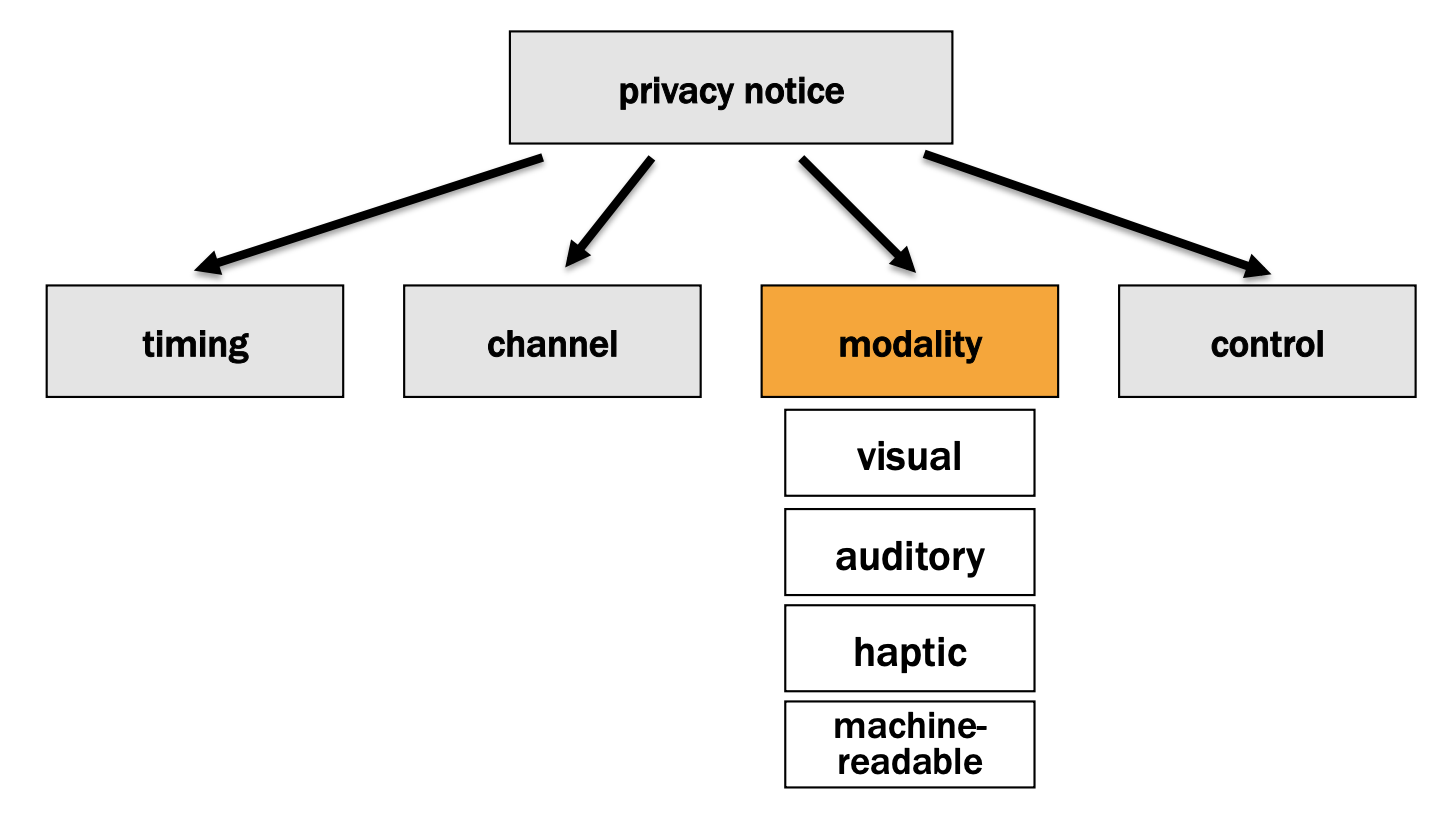 privacy notice
timing
channel
modality
control
visual
auditory
haptic
machine-
readable